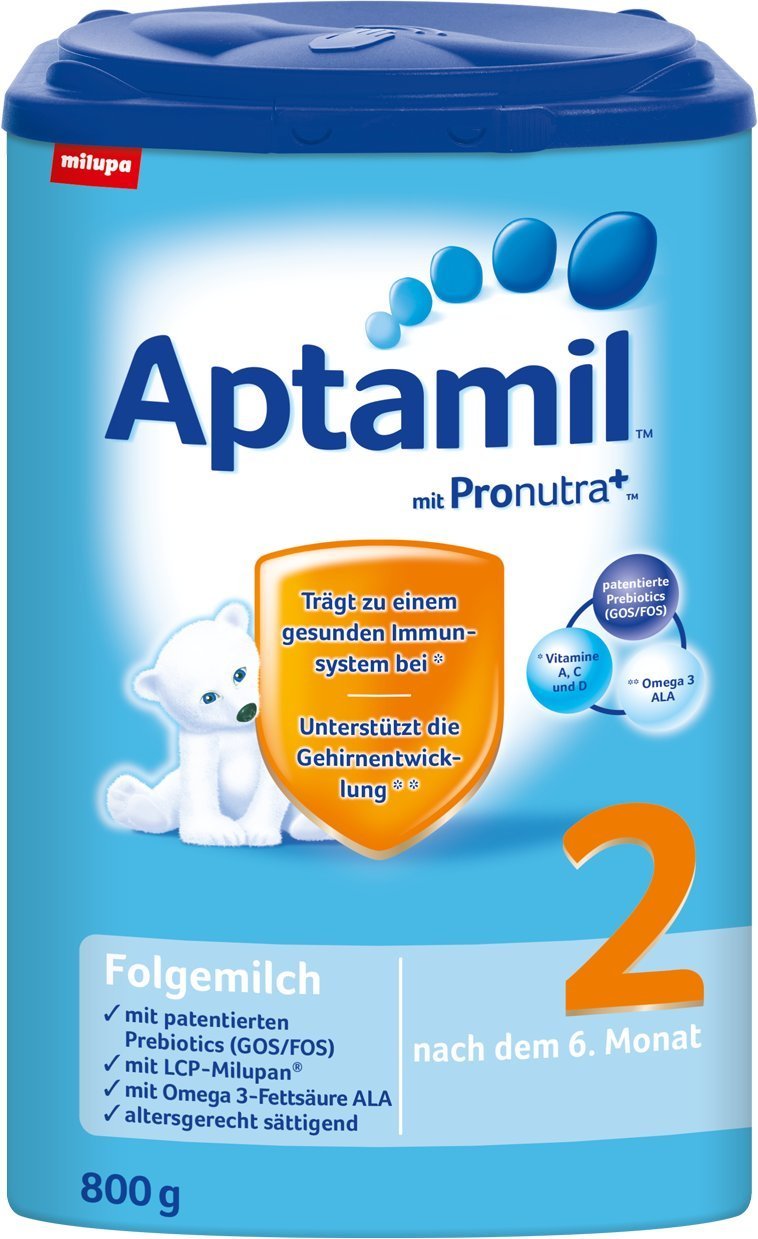 milupa
Aptamil™
mit Pronutra+™
Trägt zu einem
gesunden Immun-
system bei *
Unterstützt die
Gehirnentwick-
lung * *
patentierte
Prebiotics
(GOS/FOS)
* Vitamine
A, C
und D
** Omega 3
ALA
2
nach dem 6. Monat
Folgemilch
✓ mit patentierten
Prebiotics (GOS/FOS)
✓ mit LCP-Milupan®
✓ mit Omega 3-Fettsäure ALA
✓ altersgerecht sättigend
800 g